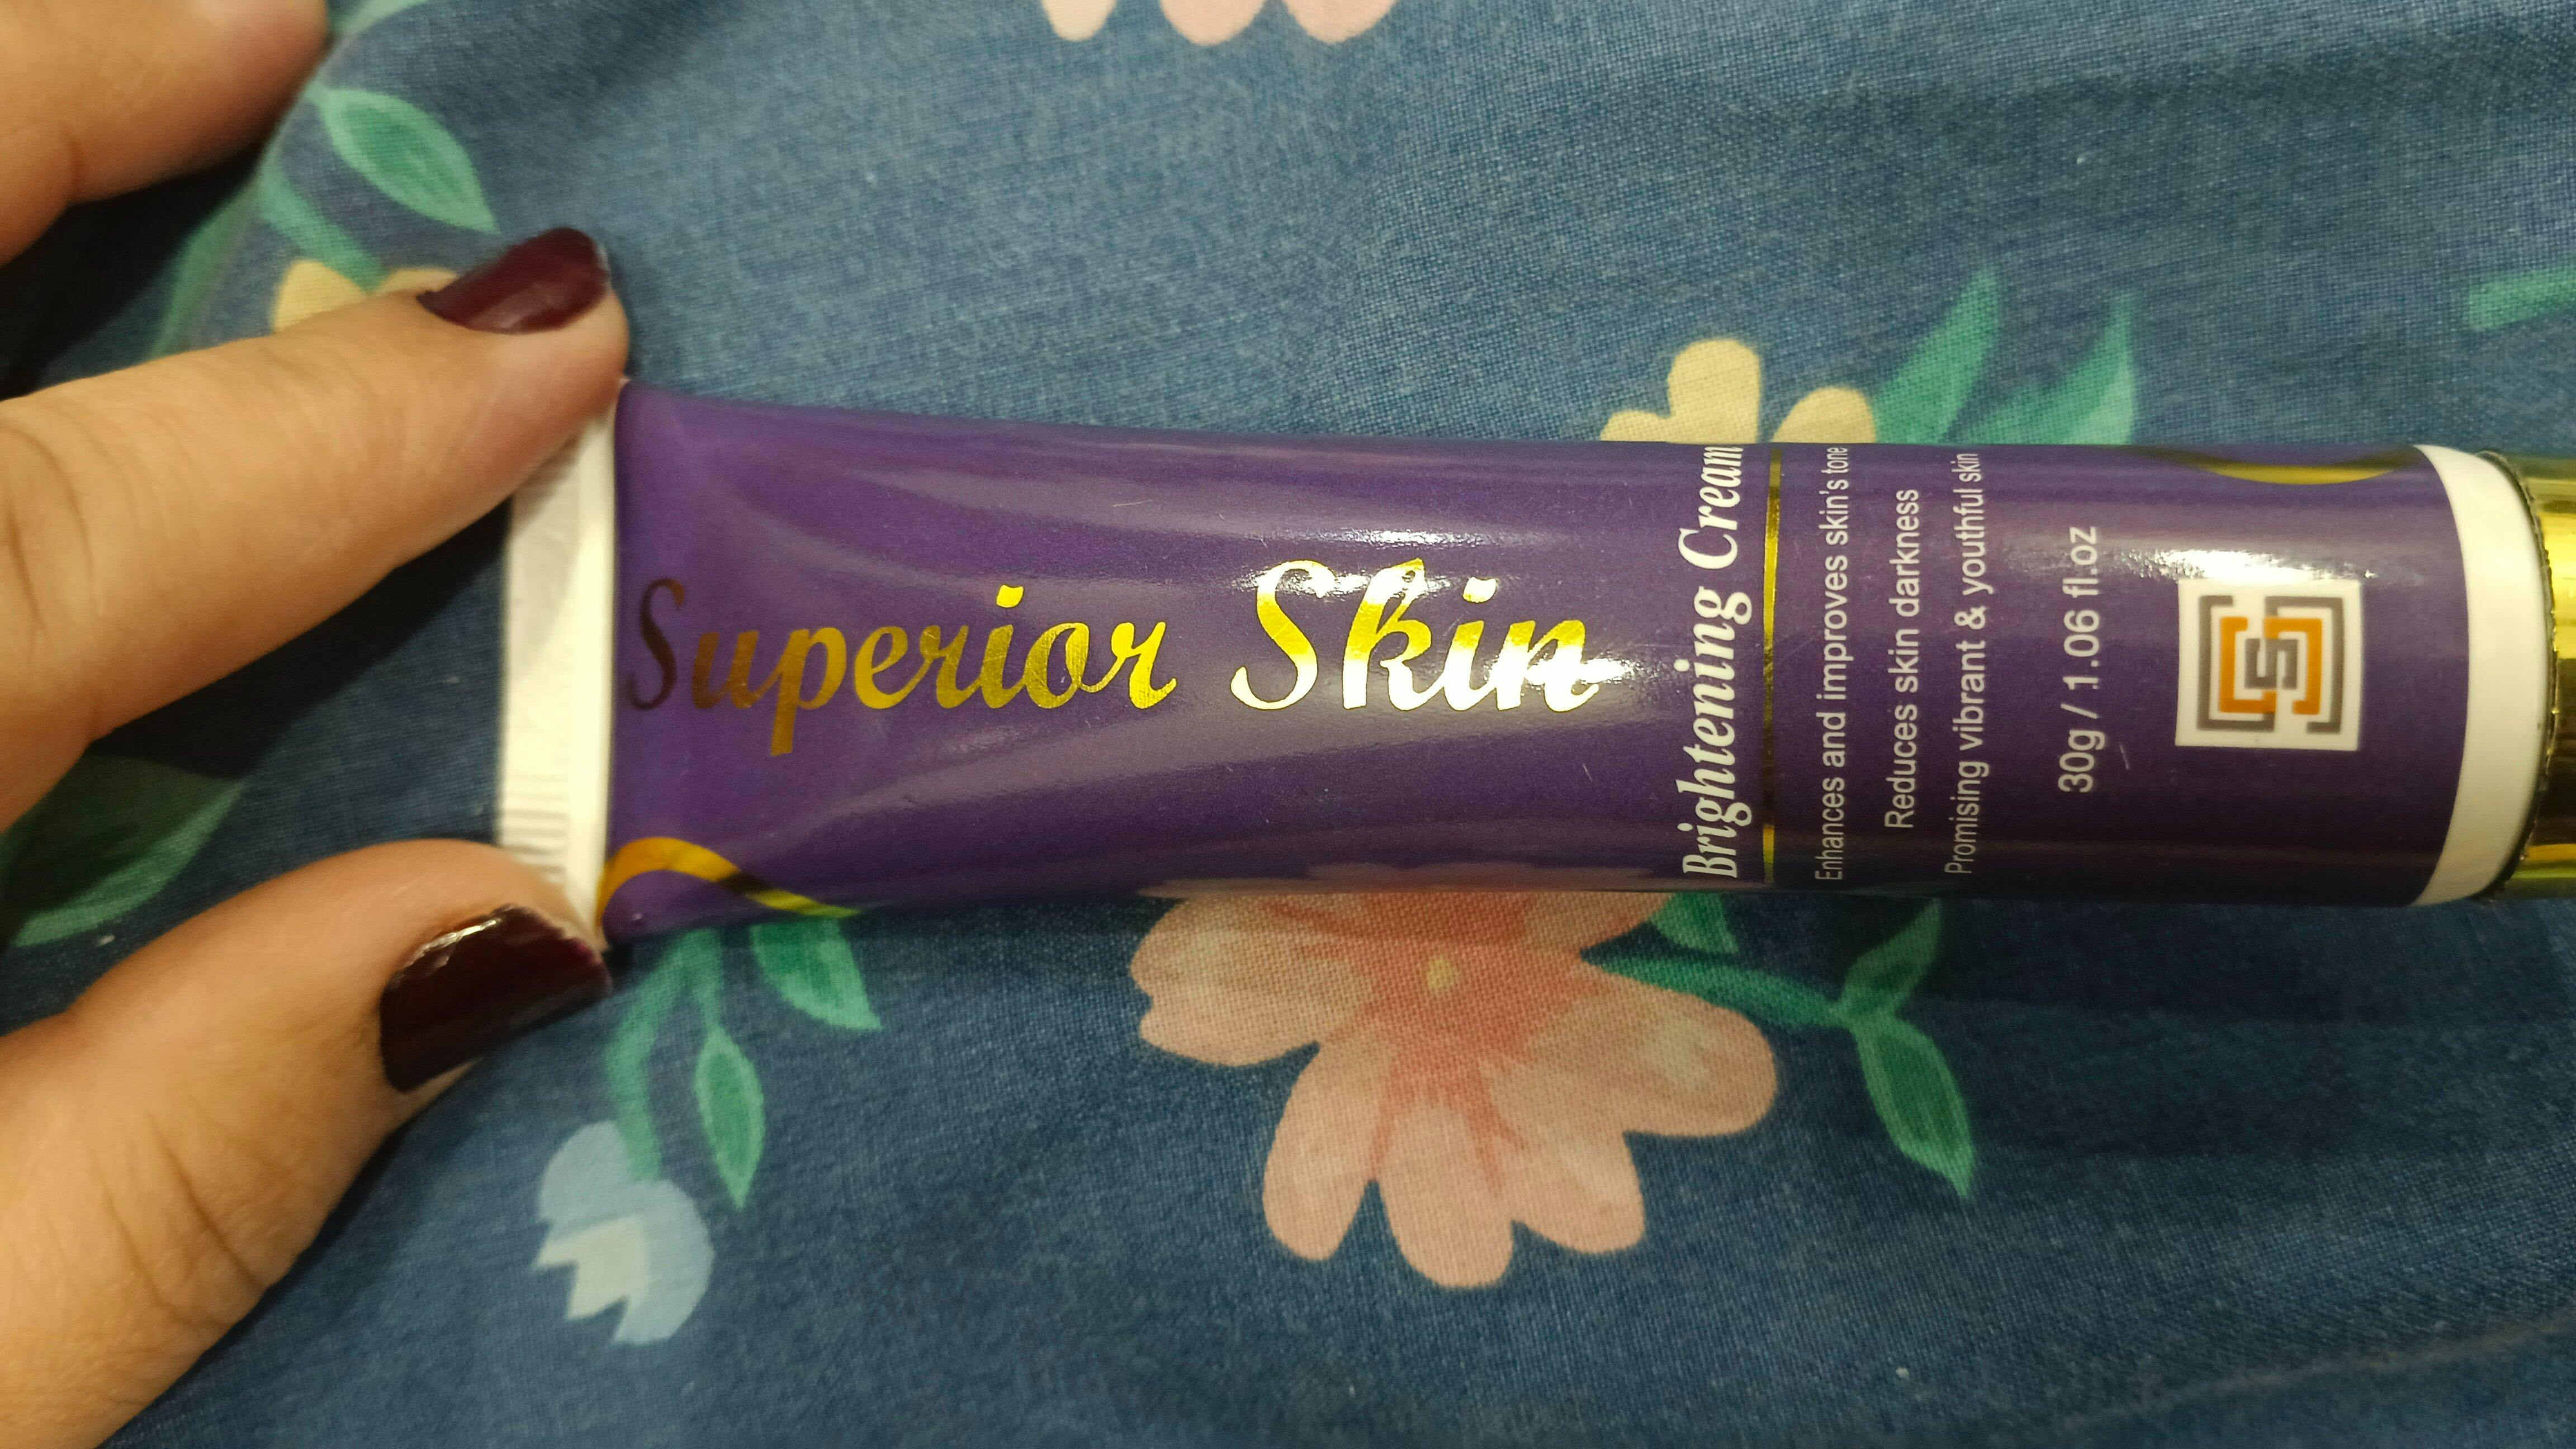 Superior Skin
Brightening Cream
Enhances and improves skin's tone
Reduces skin darkness
Promising vibrant & youthful skin
30g / 1.06 fl.oz